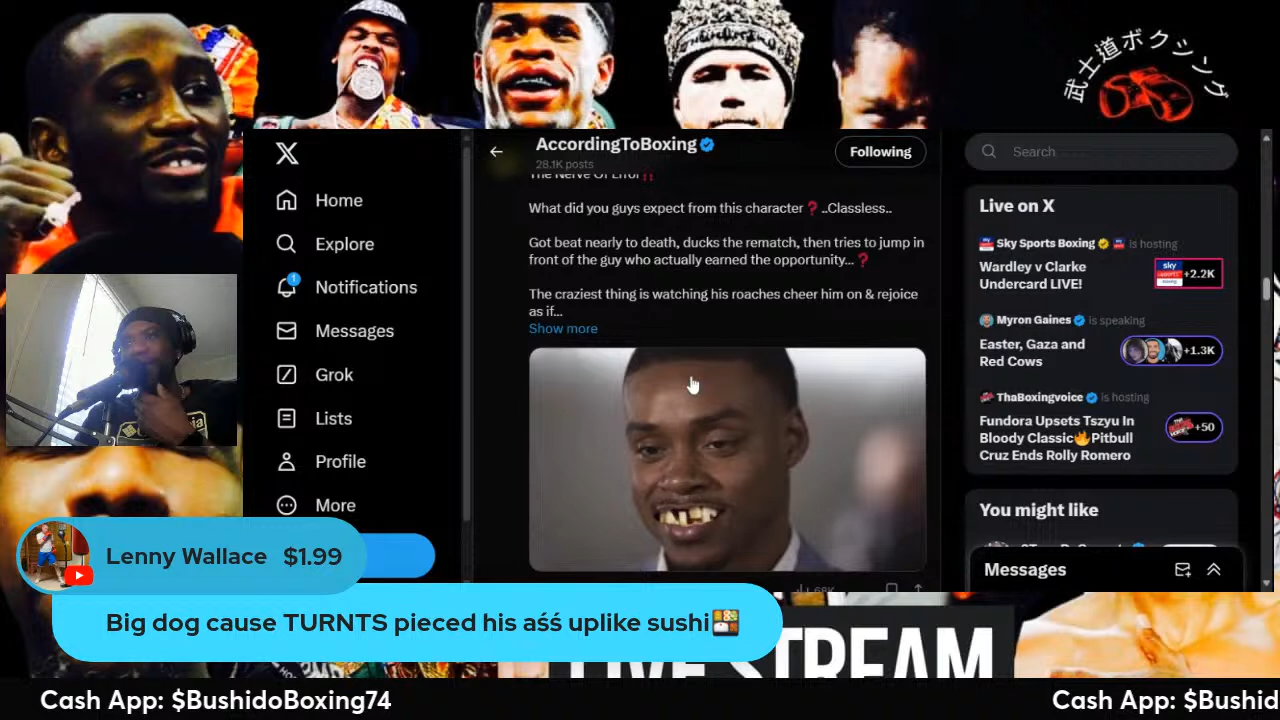 武士道ボクシング
X
Home
Explore
1
Notifications
Messages
Grok
Lists
Profile
More
AccordingToBoxing
28.1K posts
Following
The Nerve Of Errol‼️
What did you guys expect from this character❓..Classless..
Got beat nearly to death, ducks the rematch, then tries to jump in
front of the guy who actually earned the opportunity...❓
The craziest thing is watching his roaches cheer him on & rejoice
as if...
Show more
68K
Search
Live on X
Sky Sports Boxing is hosting
Wardley v Clarke
Undercard LIVE!
sky
+2.2K
Myron Gaines is speaking
Easter, Gaza and
Red Cows
+1.3K
ThaBoxingvoice is hosting
Fundora Upsets Tszyu In
Bloody Classic🔥Pitbull
Cruz Ends Rolly Romero
+50
You might like
Messages
Lenny Wallace $1.99
Big dog cause TURNTS pieced his aśś uplike sushi🍱
LIVE STREAM
Cash App: $BushidoBoxing74
Cash App: $Bushid